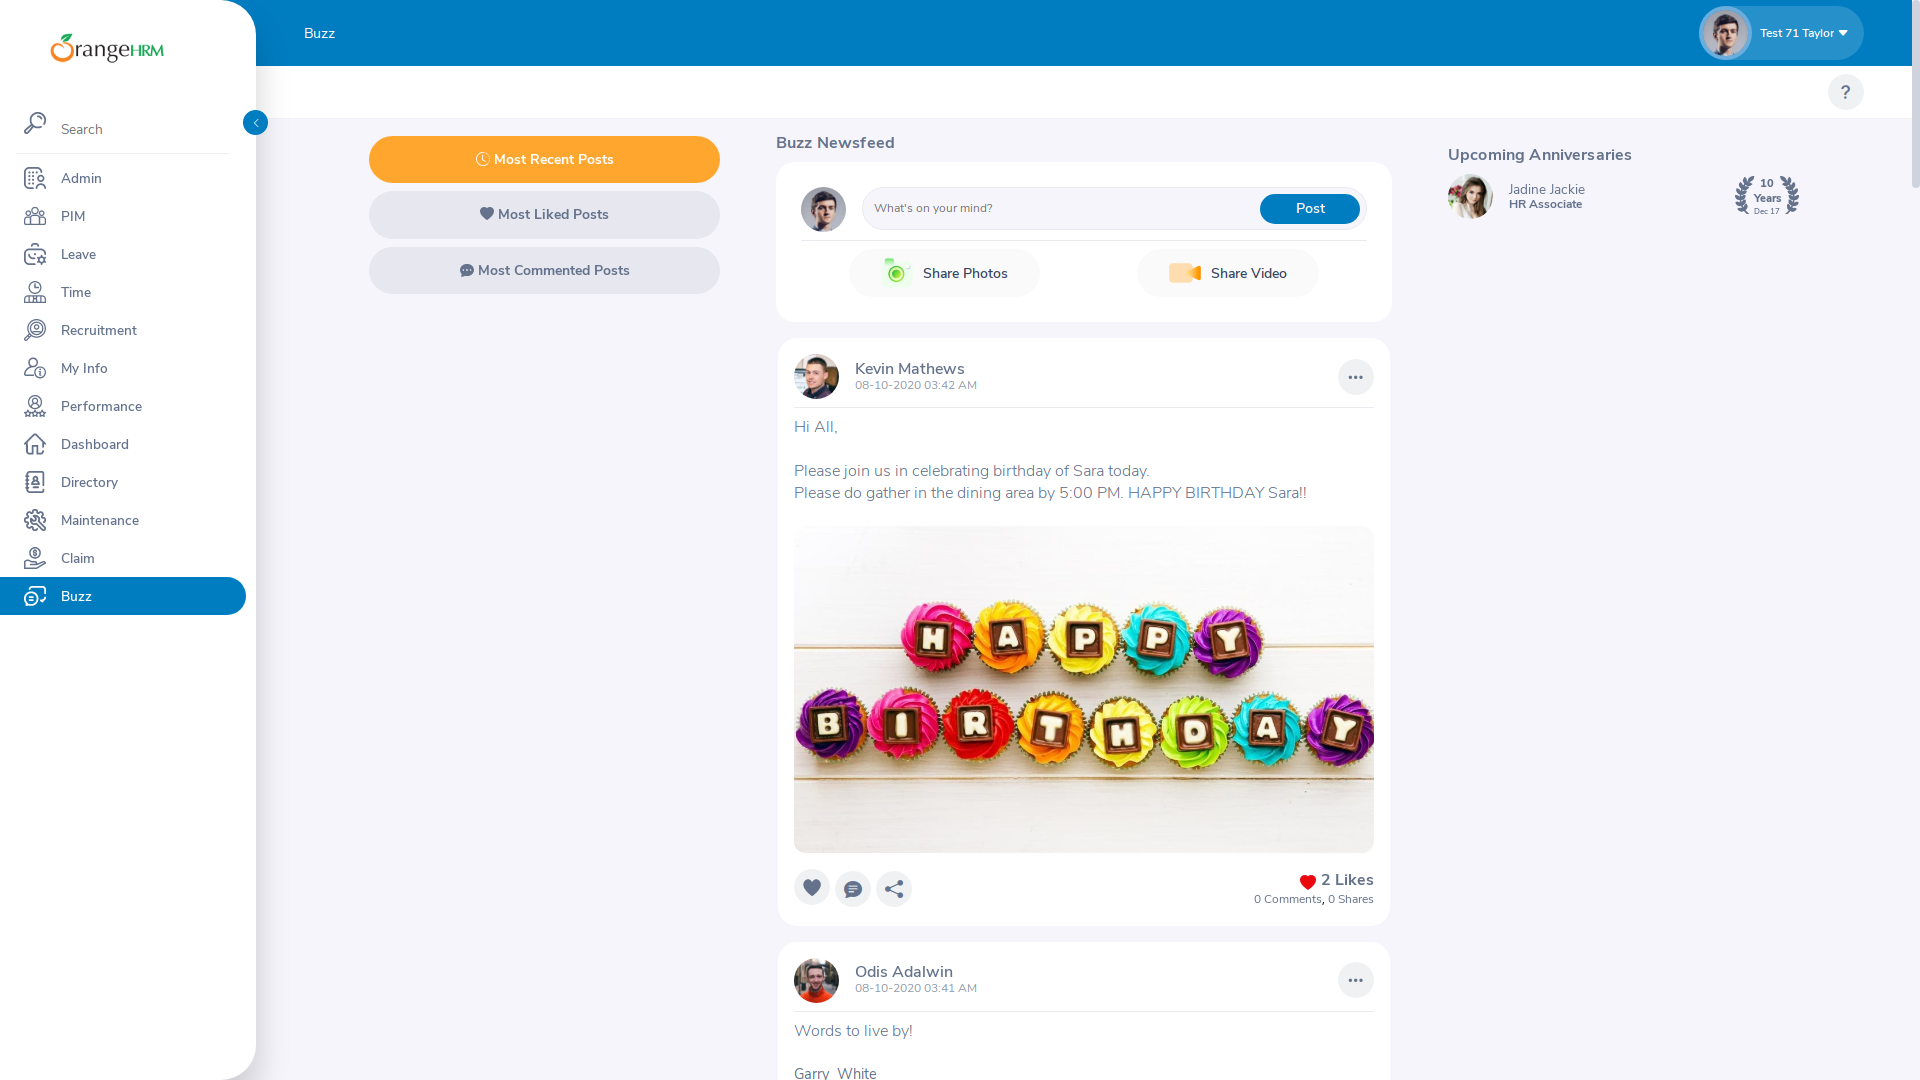 OrangeHRM
Search
Admin
PIM
Leave
Time
Recruitment
My Info
Performance
Dashboard
Directory
Maintenance
Claim
Buzz
Buzz
Test 71 Taylor
?
Most Recent Posts
Most Liked Posts
Most Commented Posts
Buzz Newsfeed
What's on your mind?
Post
Share Photos
Share Video
Kevin Mathews
08-10-2020 03:42 AM
Hi All,
Please join us in celebrating birthday of Sara today.
Please do gather in the dining area by 5:00 PM. HAPPY BIRTHDAY Sara!!
HAPPY
BIRTHDAY
2 Likes
0 Comments, 0 Shares
Odis Adalwin
08-10-2020 03:41 AM
Words to live by!
Garry White
Upcoming Anniversaries
Jadine Jackie
HR Associate
10
Years
Dec 17